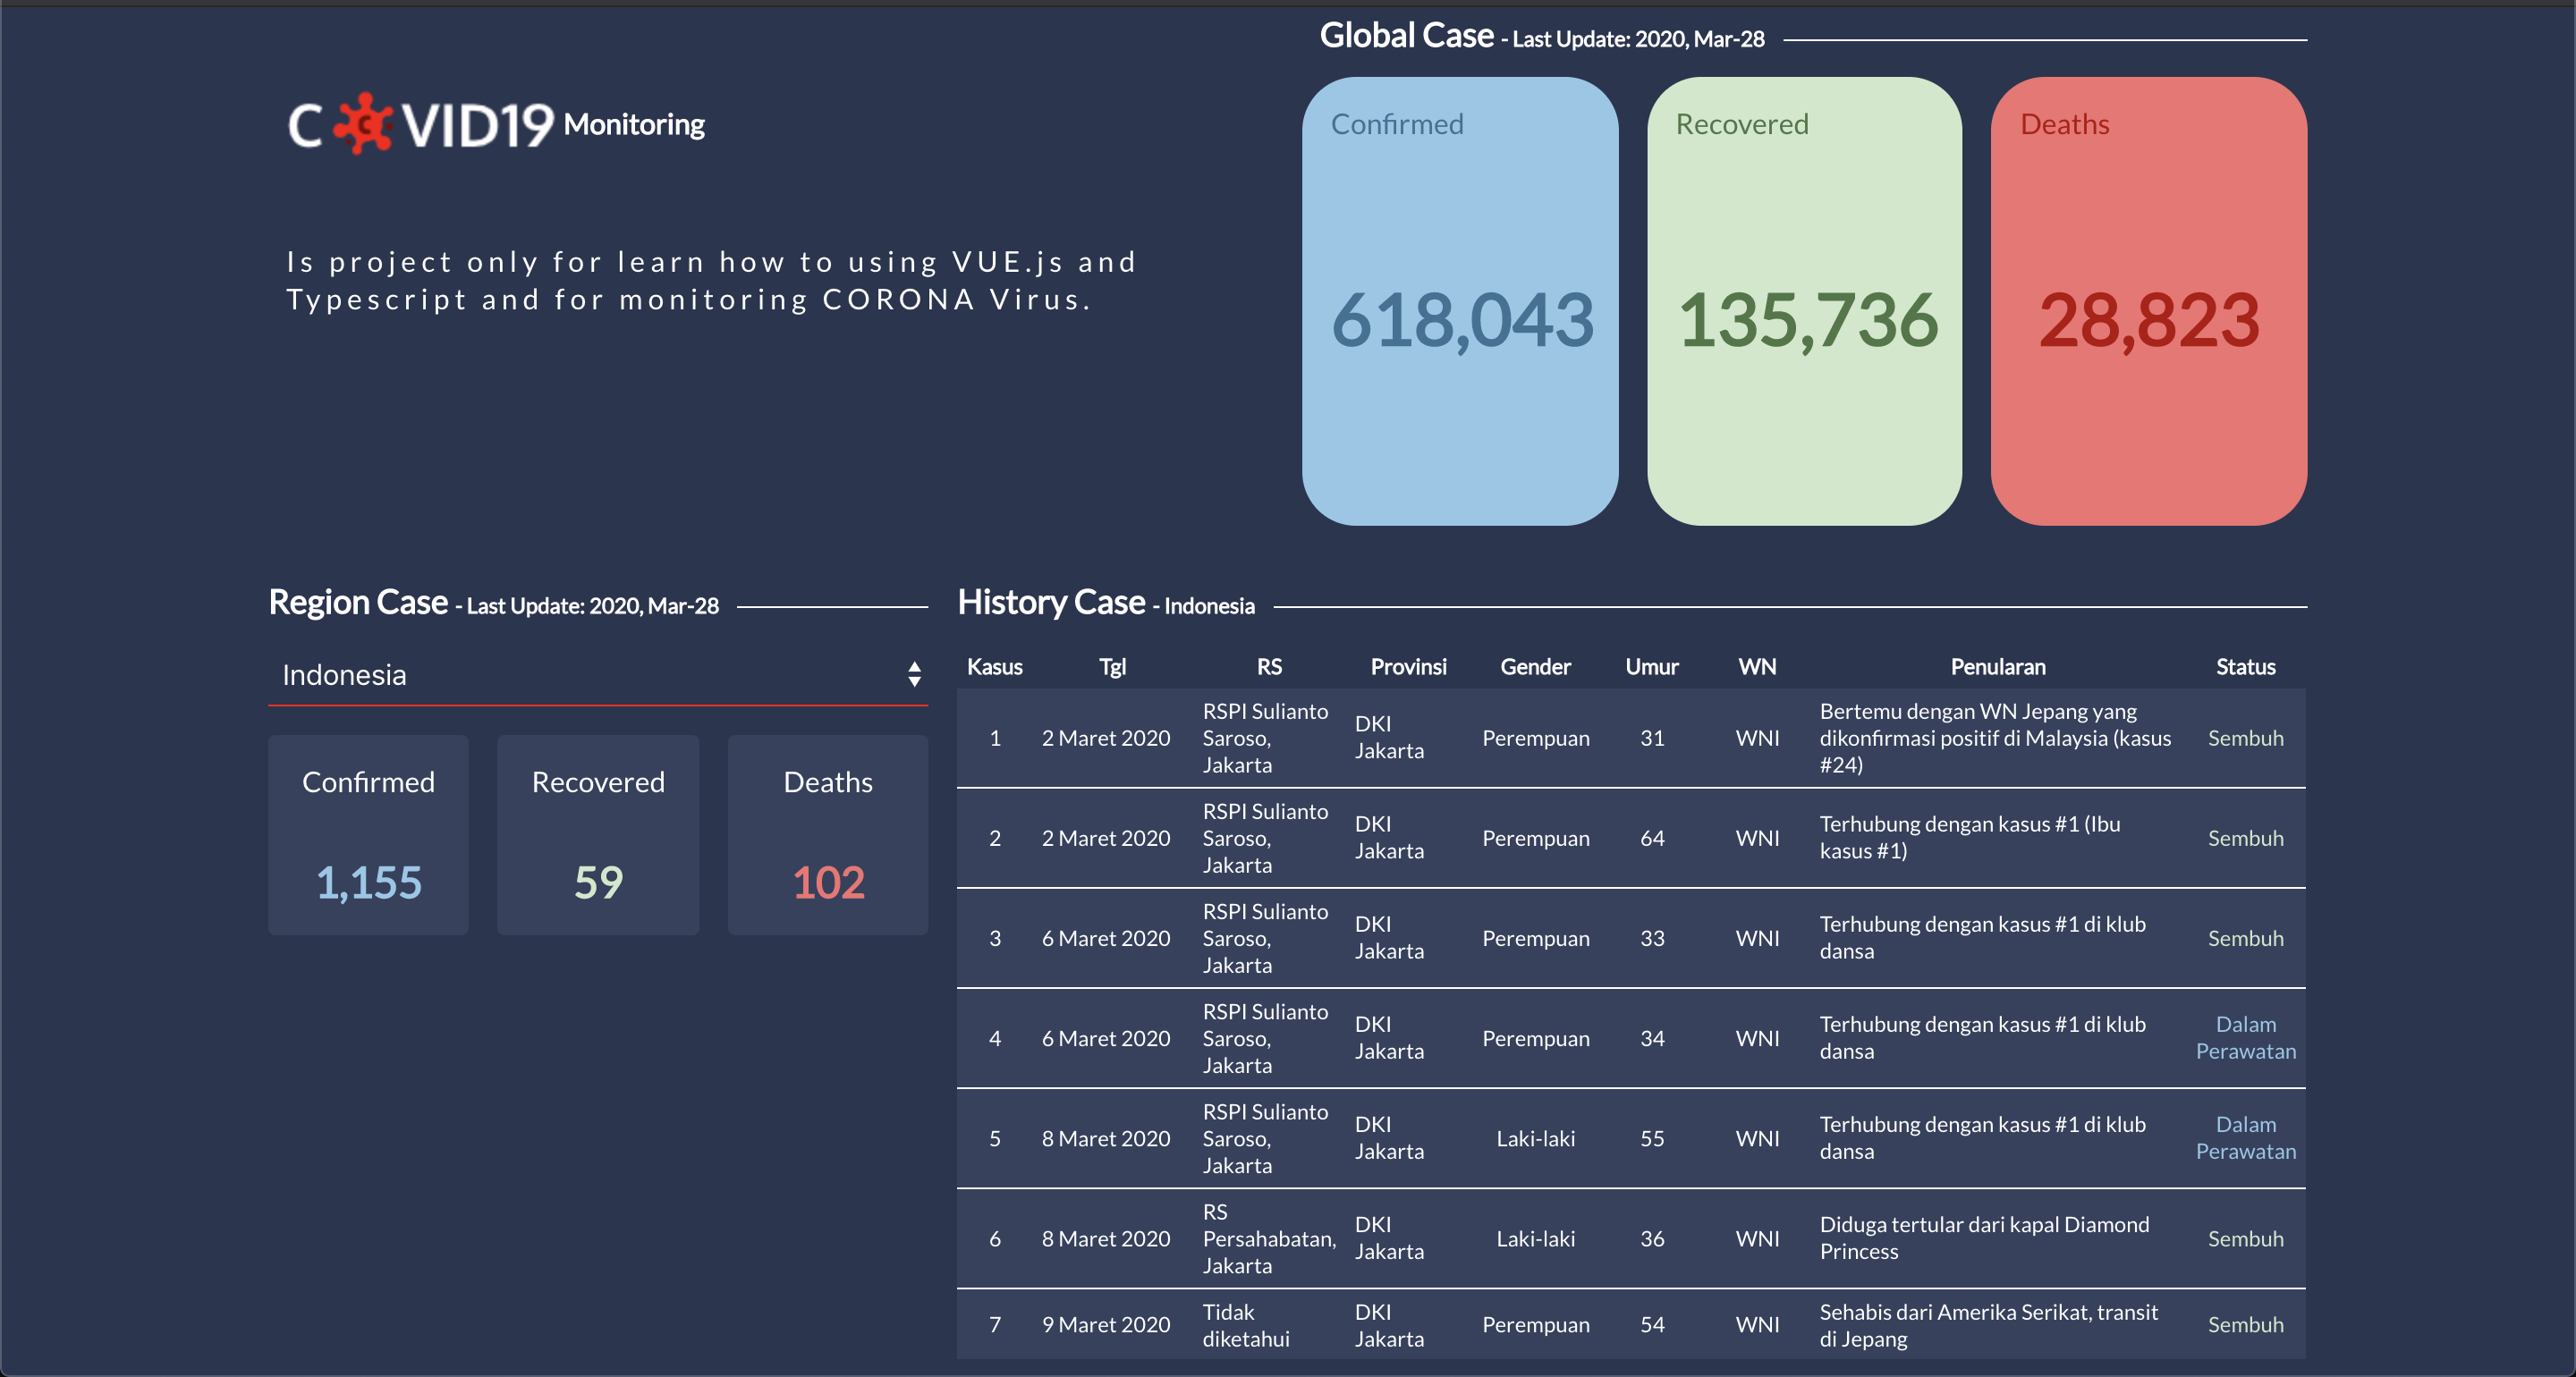 COVID19 Monitoring
Is project only for learn how to using VUE.js and
Typescript and for monitoring CORONA Virus.
Global Case - Last Update: 2020, Mar-28
Confirmed
618,043
Recovered
135,736
Deaths
28,823
Region Case - Last Update: 2020, Mar-28
Indonesia
Confirmed
1,155
Recovered
59
Deaths
102
History Case - Indonesia
Kasus Tgl RS Provinsi Gender Umur WN Penularan Status
1
2 Maret 2020
RSPI Sulianto
Saroso,
Jakarta
DKI
Jakarta
Perempuan
31
WNI
Bertemu dengan WN Jepang yang
dikonfirmasi positif di Malaysia (kasus
#24)
Sembuh
2
2 Maret 2020
RSPI Sulianto
Saroso,
Jakarta
DKI
Jakarta
Perempuan
64
WNI
Terhubung dengan kasus #1 (Ibu
kasus #1)
Sembuh
3
6 Maret 2020
RSPI Sulianto
Saroso,
Jakarta
DKI
Jakarta
Perempuan
33
WNI
Terhubung dengan kasus #1 di klub
dansa
Sembuh
4
6 Maret 2020
RSPI Sulianto
Saroso,
Jakarta
DKI
Jakarta
Perempuan
34
WNI
Terhubung dengan kasus #1 di klub
dansa
Dalam
Perawatan
5
8 Maret 2020
RSPI Sulianto
Saroso,
Jakarta
DKI
Jakarta
Laki-laki
55
WNI
Terhubung dengan kasus #1 di klub
dansa
Dalam
Perawatan
6
8 Maret 2020
RS
Persahabatan,
Jakarta
DKI
Jakarta
Laki-laki
36
WNI
Diduga tertular dari kapal Diamond
Princess
Sembuh
7
9 Maret 2020
Tidak
diketahui
DKI
Jakarta
Perempuan
54
WNI
Sehabis dari Amerika Serikat, transit
di Jepang
Sembuh